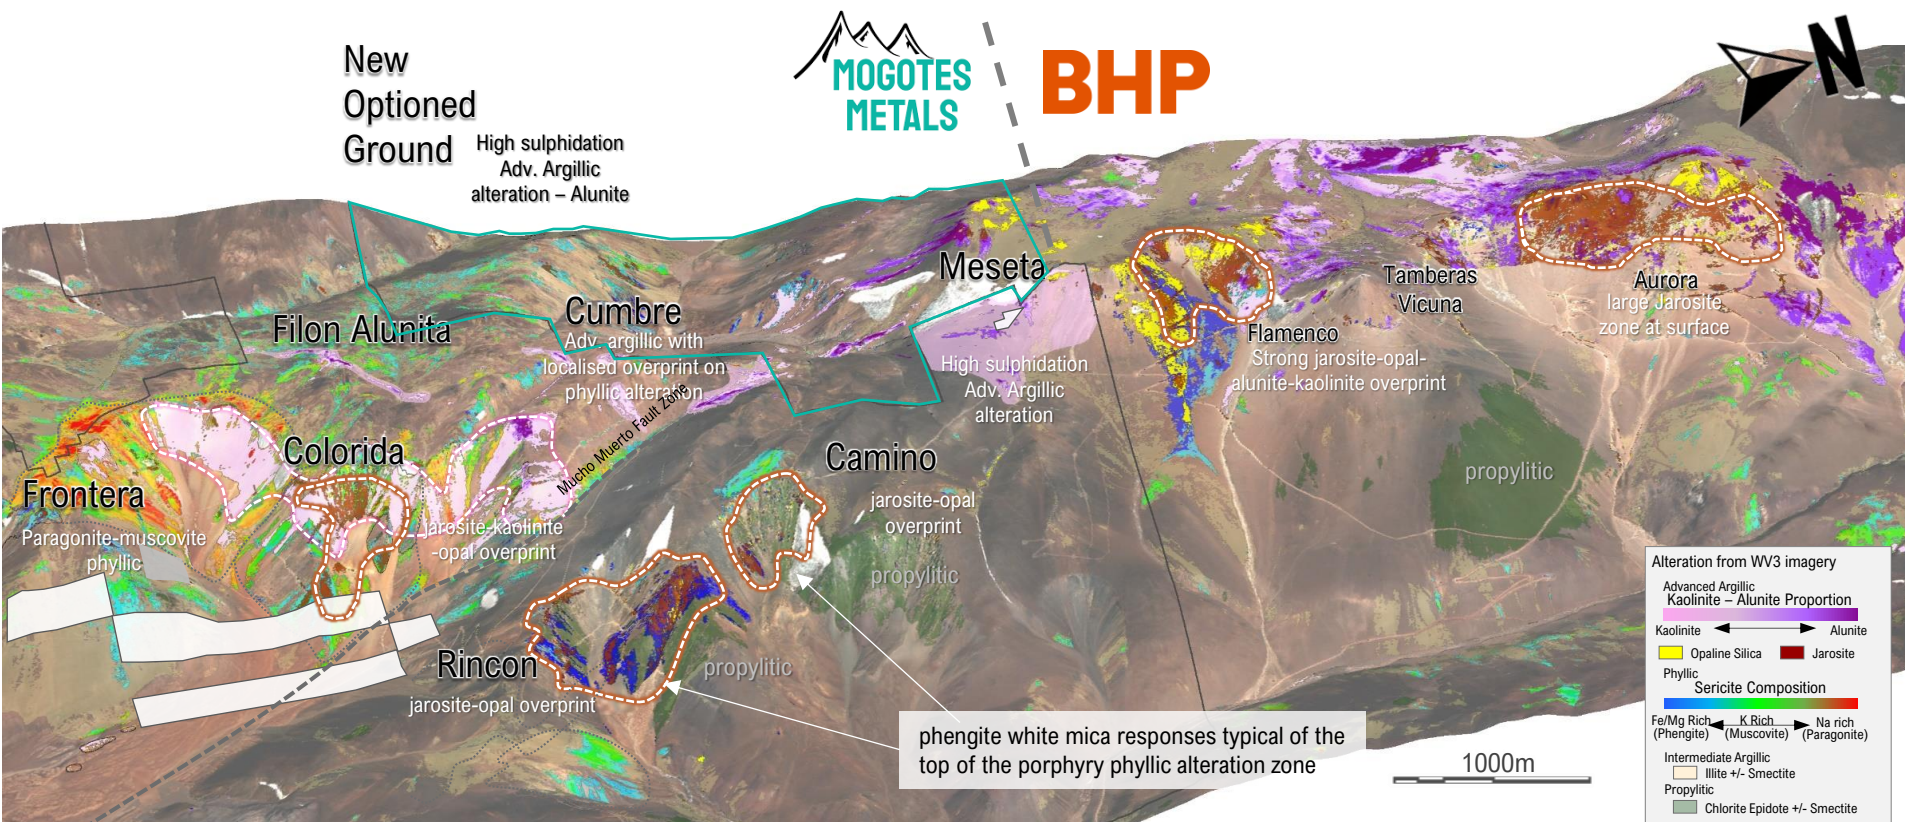 New
Optioned
Ground
High sulphidation
Adv. Argillic
alteration – Alunite
MOGOTES
METALS
BHP
N
Meseta
Cumbre
Adv. argillic with
localised overprint on
phyllic alteration
Filon Alunita
Mucho Muerto Fault Zone
High sulphidation
Adv. Argillic
alteration
Flamenco
Strong jarosite-opal-
alunite-kaolinite overprint
Tamberas
Vicuna
Aurora
large Jarosite
zone at surface
Colorida
jarosite-kaolinite
-opal overprint
Frontera
Paragonite-muscovite
phyllic
Camino
jarosite-opal
overprint
propylitic
propylitic
Rincon
jarosite-opal overprint
propylitic
phengite white mica responses typical of the
top of the porphyry phyllic alteration zone
1000m
Alteration from WV3 imagery
Advanced Argillic
Kaolinite – Alunite Proportion
Kaolinite Alunite
Opaline Silica Jarosite
Phyllic
Sericite Composition
Fe/Mg Rich K Rich Na rich
(Phengite) (Muscovite) (Paragonite)
Intermediate Argillic
Illite +/- Smectite
Propylitic
Chlorite Epidote +/- Smectite